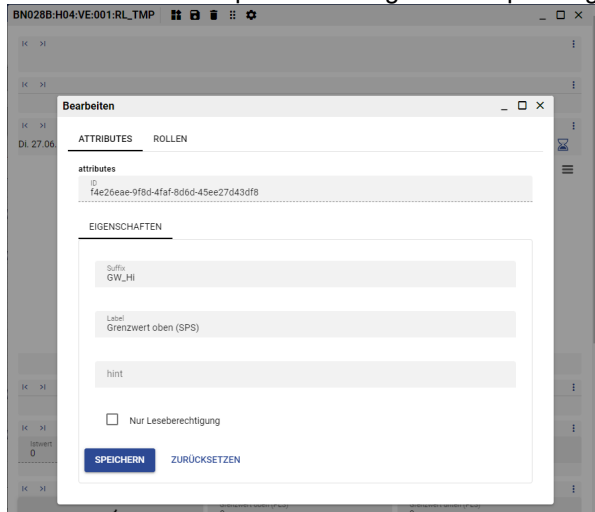 BN028B:H04:VE:001:RL_TMP
Di. 27.06.
Bearbeiten
ATTRIBUTES ROLLEN
attributes
ID
f4e26eae-9f8d-4faf-8d6d-45ee27d43df8
EIGENSCHAFTEN
Suffix
GW_Hi
Label
Grenzwert oben (SPS)
hint
Nur Leseberechtigung
Istwert
0
SPEICHERN ZURÜCKSETZEN